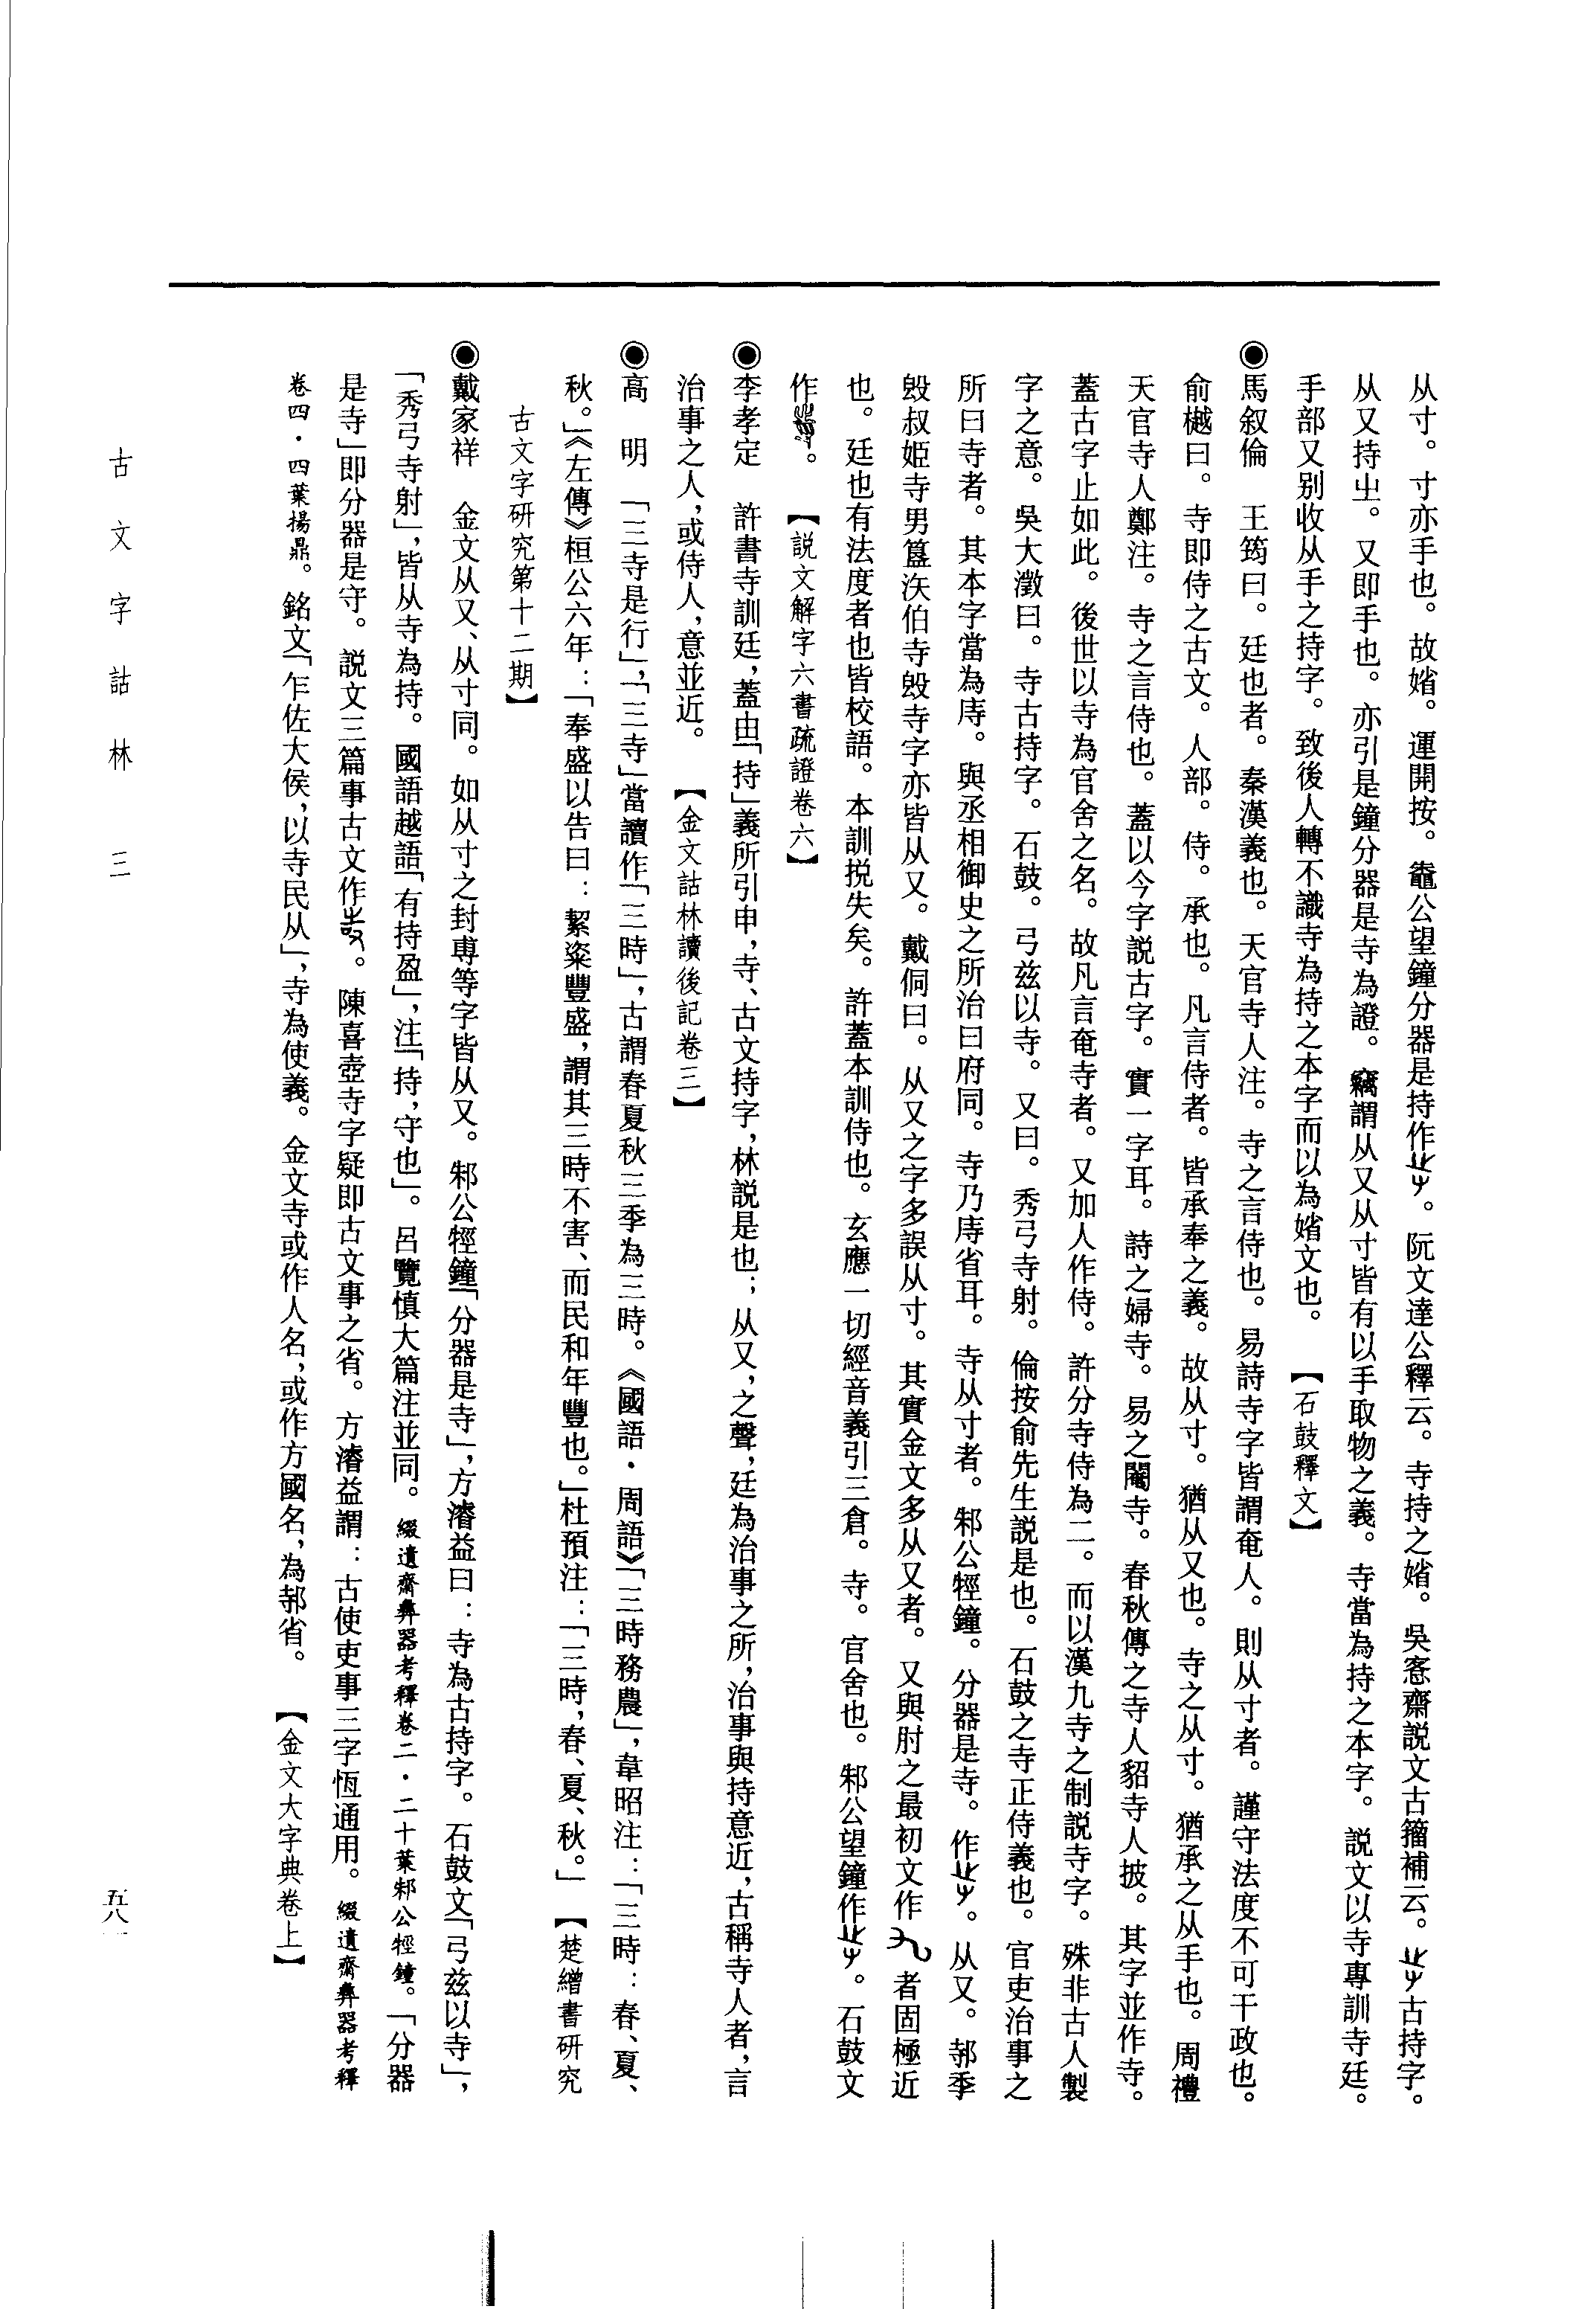 从寸。寸亦手也。故媘。運開按。鼄公望鐘分器是持作。阮文達公釋云。寺持之媘。吳愙齋説文古籀補云。古持字。
从又持㞢。又即手也。亦引是鐘分器是寺為證。竊謂从又从寸皆有以手取物之義。寺當為持之本字。説文以寺專訓寺廷。
手部又别收从手之持字。致後人轉不識寺為持之本字而以為媘文也。【石鼓釋文】
◉馬叙倫　王筠曰。廷也者。秦漢義也。天官寺人注。寺之言侍也。易詩寺字皆謂奄人。則从寸者。謹守法度不可干政也。
俞樾曰。寺即侍之古文。人部。侍。承也。凡言侍者。皆承奉之義。故从寸。猶从又也。寺之从寸。猶承之从手也。周禮
天官寺人鄭注。寺之言侍也。蓋以今字説古字。實一字耳。詩之婦寺。易之閽寺。春秋傳之寺人貂寺人披。其字並作寺。
蓋古字止如此。後世以寺為官舍之名。故凡言奄寺者。又加人作侍。許分寺侍為二。而以漢九寺之制説寺字。殊非古人製
字之意。吳大澂曰。寺古持字。石鼓。弓兹以寺。又曰。秀弓寺射。倫按俞先生説是也。石鼓之寺正侍義也。官吏治事之
所曰寺者。其本字當為庤。與丞相御史之所治曰府同。寺乃庤省耳。寺从寸者。邾公牼鐘。分器是寺。作。从又。邿季
殷叔姬寺男簋㳄伯寺殷寺字亦皆从又。戴侗曰。从又之字多誤从寸。其實金文多从又者。又與肘之最初文作者固極近
也。廷也有法度者也皆校語。本訓挩失矣。許蓋本訓侍也。玄應一切經音義引三倉。寺。官舍也。邾公望鐘作。石鼓文
作。【説文解字六書疏證卷六】
◉李孝定　許書寺訓廷，蓋由「持」義所引申，寺、古文持字，林説是也；从又，之聲，廷為治事之所，治事與持意近，古稱寺人者，言
治事之人，或侍人，意並近。【金文詁林讀後記卷三】
◉高　明　「三寺是行」，「三寺」當讀作「三時」，古謂春夏秋三季為三時。《國語·周語》「三時務農」，韋昭注：「三時：春、夏、
秋。」《左傳》桓公六年：「奉盛以告曰：絜粢豐盛，謂其三時不害、而民和年豐也。」杜預注：「三時，春、夏、秋。」【楚繒書研究
古文字研究第十二期】
◉戴家祥　金文从又、从寸同。如从寸之封尃等字皆从又。邾公牼鐘「分器是寺」，方濬益曰：寺為古持字。石鼓文「弓兹以寺」，
「秀弓寺射」，皆从寺為持。國語越語「有持盈」，注「持，守也」。呂覽慎大篇注並同。綴遺齋彝器考釋卷二·二十葉邾公牼鐘。「分器
是寺」即分器是守。説文三篇事古文作。陳喜壺寺字疑即古文事之省。方濬益謂：古使吏事三字恆通用。綴遺齋彝器考釋
卷四·四葉揚鼎。銘文「乍佐大侯，以寺民从」，寺為使義。金文寺或作人名，或作方國名，為邿省。【金文大字典卷上】
古文字詁林　三
五八一